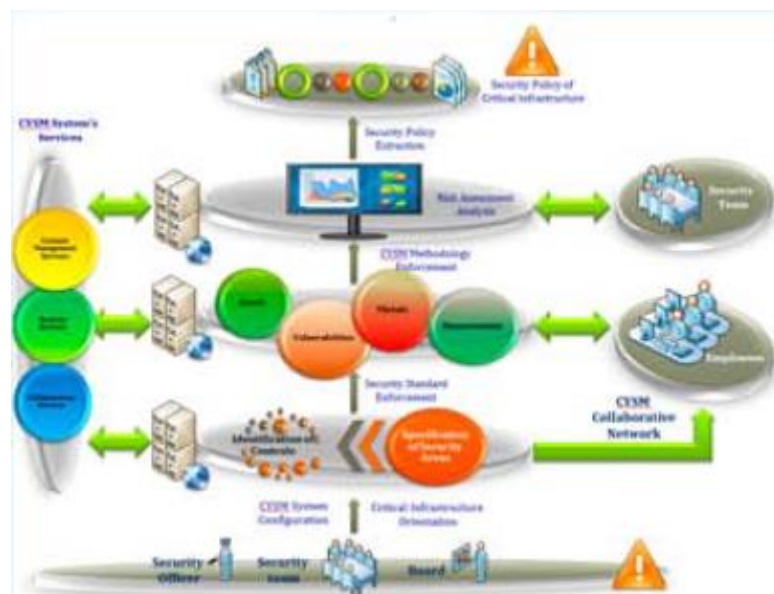 Security Policy of
Critical Infrastructure
CYSM System's
Services
Security Policy
Extraction
Risk Assessment
Analysis
Security
Team
CYSM Methodology
Enforcement
Vulnerabilities
Threats
Employees
Security Standard
Enforcement
CYSM
Collaborative
Network
Identification of
Controls
Specification
of Security
Areas
CYSM System
Configuration
Critical Infrastructure
Orientation
Security
Officer
Security
team
Board